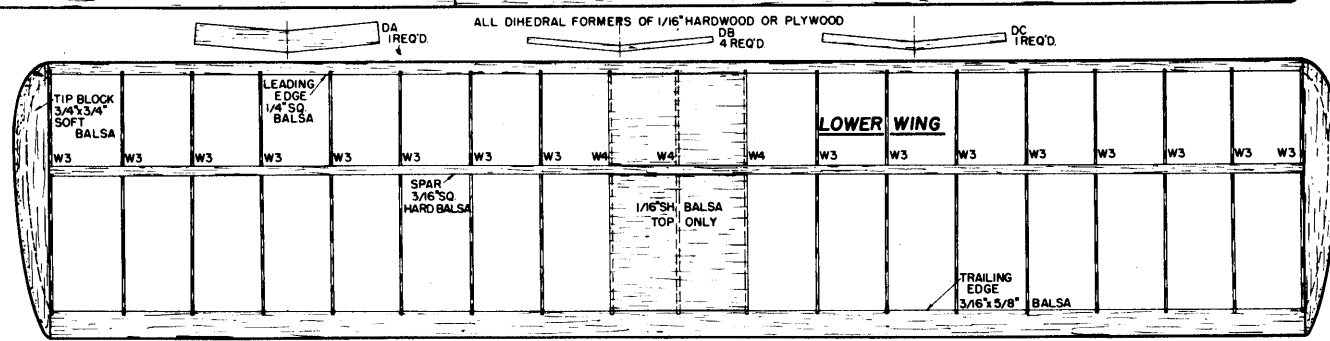 ALL DIHEDRAL FORMERS OF 1/16" HARDWOOD OR PLYWOOD
DA
1 REQ'D.
DB
4 REQ'D.
DC
1 REQ'D.
TIP BLOCK
3/4"x3/4"
SOFT
BALSA
LEADING
EDGE
1/4" SQ.
BALSA
LOWER WING
W3 W3 W3 W3 W3 W3 W3 W3 W4 W4 W4 W3 W3 W3 W3 W3 W3 W3 W3
SPAR
3/16" SQ.
HARD BALSA
1/16" SH. BALSA
TOP ONLY
TRAILING
EDGE
3/16"x5/8" BALSA